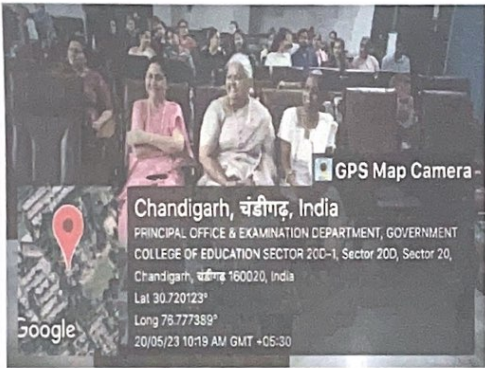 GPS Map Camera
Chandigarh, चंडीगढ़, India
PRINCIPAL OFFICE & EXAMINATION DEPARTMENT, GOVERNMENT
COLLEGE OF EDUCATION SECTOR 20D-1, Sector 20D, Sector 20,
Chandigarh, चंडीगढ़ 160020, India
Lat 30.720123°
Long 76.777389°
20/05/23 10:19 AM GMT +05:30
Google